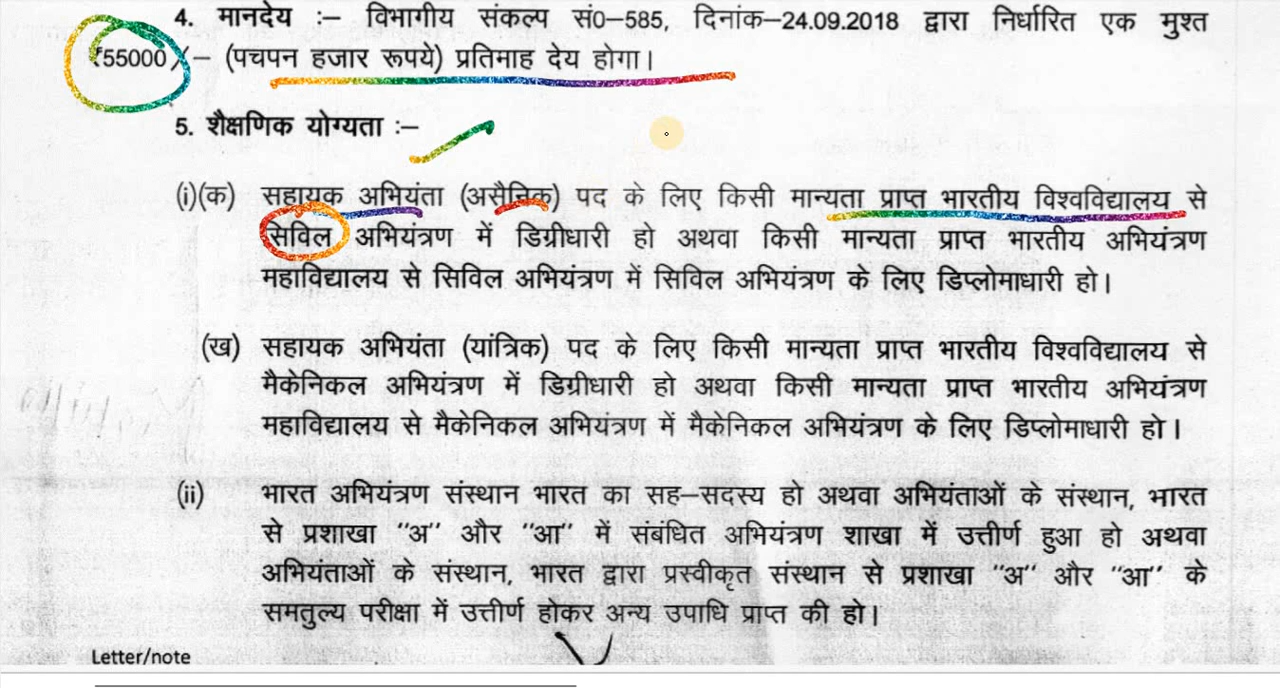 4. मानदेय :– विभागीय संकल्प सं0–585, दिनांक–24.09.2018 द्वारा निर्धारित एक मुश्त
₹55000/– (पचपन हजार रूपये) प्रतिमाह देय होगा।
5. शैक्षणिक योग्यता :–
(i)(क) सहायक अभियंता (असैनिक) पद के लिए किसी मान्यता प्राप्त भारतीय विश्वविद्यालय से
सिविल अभियंत्रण में डिग्रीधारी हो अथवा किसी मान्यता प्राप्त भारतीय अभियंत्रण
महाविद्यालय से सिविल अभियंत्रण में सिविल अभियंत्रण के लिए डिप्लोमाधारी हो।
(ख) सहायक अभियंता (यांत्रिक) पद के लिए किसी मान्यता प्राप्त भारतीय विश्वविद्यालय से
मैकेनिकल अभियंत्रण में डिग्रीधारी हो अथवा किसी मान्यता प्राप्त भारतीय अभियंत्रण
महाविद्यालय से मैकेनिकल अभियंत्रण में मैकेनिकल अभियंत्रण के लिए डिप्लोमाधारी हो।
(ii) भारत अभियंत्रण संस्थान भारत का सह–सदस्य हो अथवा अभियंताओं के संस्थान, भारत
से प्रशाखा "अ" और "आ" में संबंधित अभियंत्रण शाखा में उत्तीर्ण हुआ हो अथवा
अभियंताओं के संस्थान, भारत द्वारा प्रस्वीकृत संस्थान से प्रशाखा "अ" और "आ" के
समतुल्य परीक्षा में उत्तीर्ण होकर अन्य उपाधि प्राप्त की हो।
Letter/note